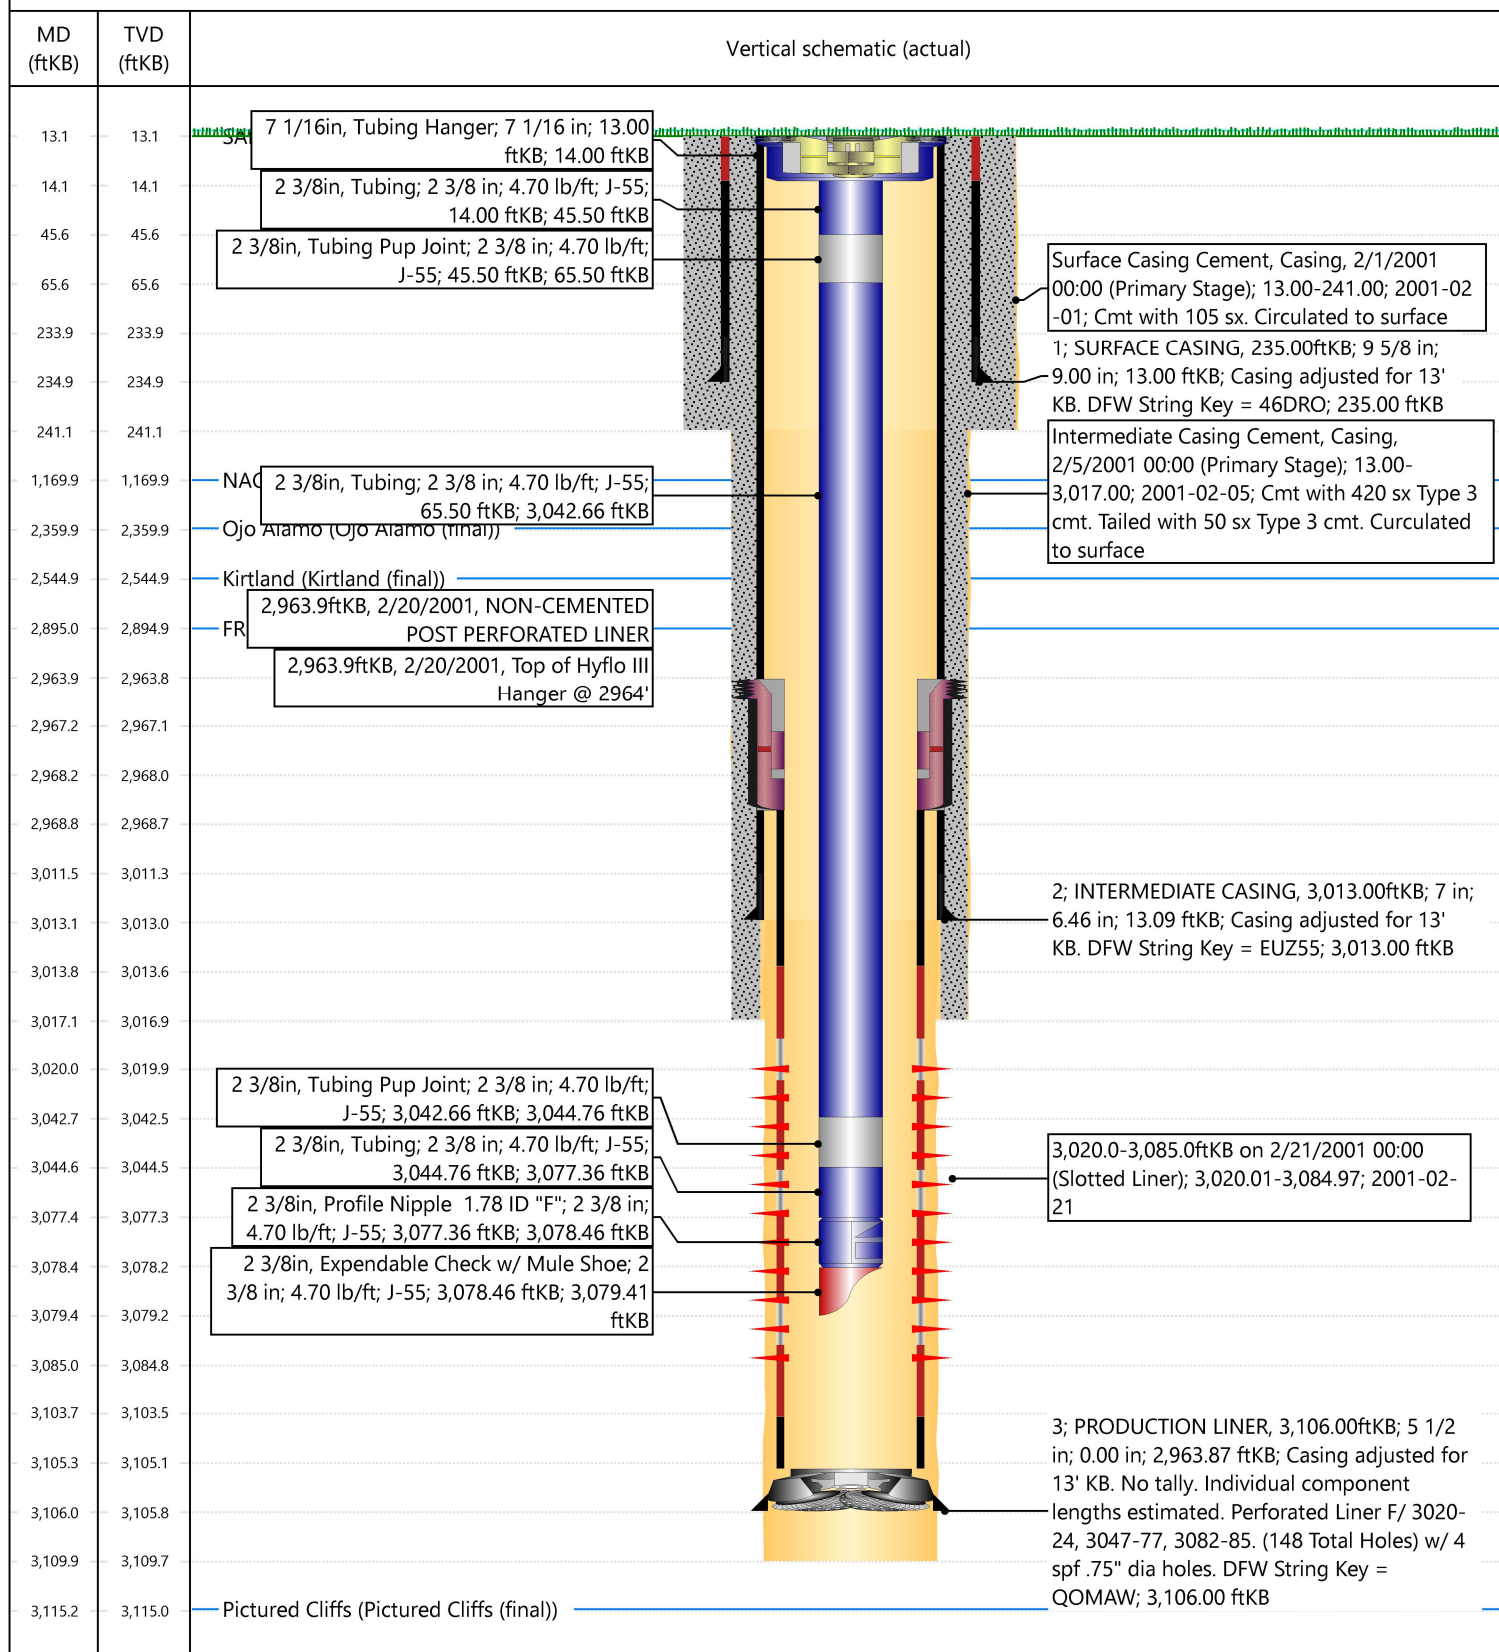 MD
(ftKB)
TVD
(ftKB)
Vertical schematic (actual)
13.1 13.1
14.1 14.1
45.6 45.6
65.6 65.6
233.9 233.9
234.9 234.9
241.1 241.1
1,169.9 1,169.9
2,359.9 2,359.9
2,544.9 2,544.9
2,895.0 2,894.9
2,963.9 2,963.8
2,967.2 2,967.1
2,968.2 2,968.0
2,968.8 2,968.7
3,011.5 3,011.3
3,013.1 3,013.0
3,013.8 3,013.6
3,017.1 3,016.9
3,020.0 3,019.9
3,042.7 3,042.5
3,044.6 3,044.5
3,077.4 3,077.3
3,078.4 3,078.2
3,079.4 3,079.2
3,085.0 3,084.8
3,103.7 3,103.5
3,105.3 3,105.1
3,106.0 3,105.8
3,109.9 3,109.7
3,115.2 3,115.0
7 1/16in, Tubing Hanger; 7 1/16 in; 13.00
ftKB; 14.00 ftKB
2 3/8in, Tubing; 2 3/8 in; 4.70 lb/ft; J-55;
14.00 ftKB; 45.50 ftKB
2 3/8in, Tubing Pup Joint; 2 3/8 in; 4.70 lb/ft;
J-55; 45.50 ftKB; 65.50 ftKB
NAC
2 3/8in, Tubing; 2 3/8 in; 4.70 lb/ft; J-55;
65.50 ftKB; 3,042.66 ftKB
Ojo Alamo (Ojo Alamo (final))
Kirtland (Kirtland (final))
FR
2,963.9ftKB, 2/20/2001, NON-CEMENTED
POST PERFORATED LINER
2,963.9ftKB, 2/20/2001, Top of Hyflo III
Hanger @ 2964'
2 3/8in, Tubing Pup Joint; 2 3/8 in; 4.70 lb/ft;
J-55; 3,042.66 ftKB; 3,044.76 ftKB
2 3/8in, Tubing; 2 3/8 in; 4.70 lb/ft; J-55;
3,044.76 ftKB; 3,077.36 ftKB
2 3/8in, Profile Nipple  1.78 ID "F"; 2 3/8 in;
4.70 lb/ft; J-55; 3,077.36 ftKB; 3,078.46 ftKB
2 3/8in, Expendable Check w/ Mule Shoe; 2
3/8 in; 4.70 lb/ft; J-55; 3,078.46 ftKB; 3,079.41
ftKB
Pictured Cliffs (Pictured Cliffs (final))
Surface Casing Cement, Casing, 2/1/2001
00:00 (Primary Stage); 13.00-241.00; 2001-02
-01; Cmt with 105 sx. Circulated to surface
1; SURFACE CASING, 235.00ftKB; 9 5/8 in;
9.00 in; 13.00 ftKB; Casing adjusted for 13'
KB. DFW String Key = 46DRO; 235.00 ftKB
Intermediate Casing Cement, Casing,
2/5/2001 00:00 (Primary Stage); 13.00-
3,017.00; 2001-02-05; Cmt with 420 sx Type 3
cmt. Tailed with 50 sx Type 3 cmt. Curculated
to surface
2; INTERMEDIATE CASING, 3,013.00ftKB; 7 in;
6.46 in; 13.09 ftKB; Casing adjusted for 13'
KB. DFW String Key = EUZ55; 3,013.00 ftKB
3,020.0-3,085.0ftKB on 2/21/2001 00:00
(Slotted Liner); 3,020.01-3,084.97; 2001-02-
21
3; PRODUCTION LINER, 3,106.00ftKB; 5 1/2
in; 0.00 in; 2,963.87 ftKB; Casing adjusted for
13' KB. No tally. Individual component
lengths estimated. Perforated Liner F/ 3020-
24, 3047-77, 3082-85. (148 Total Holes) w/ 4
spf .75" dia holes. DFW String Key =
QOMAW; 3,106.00 ftKB